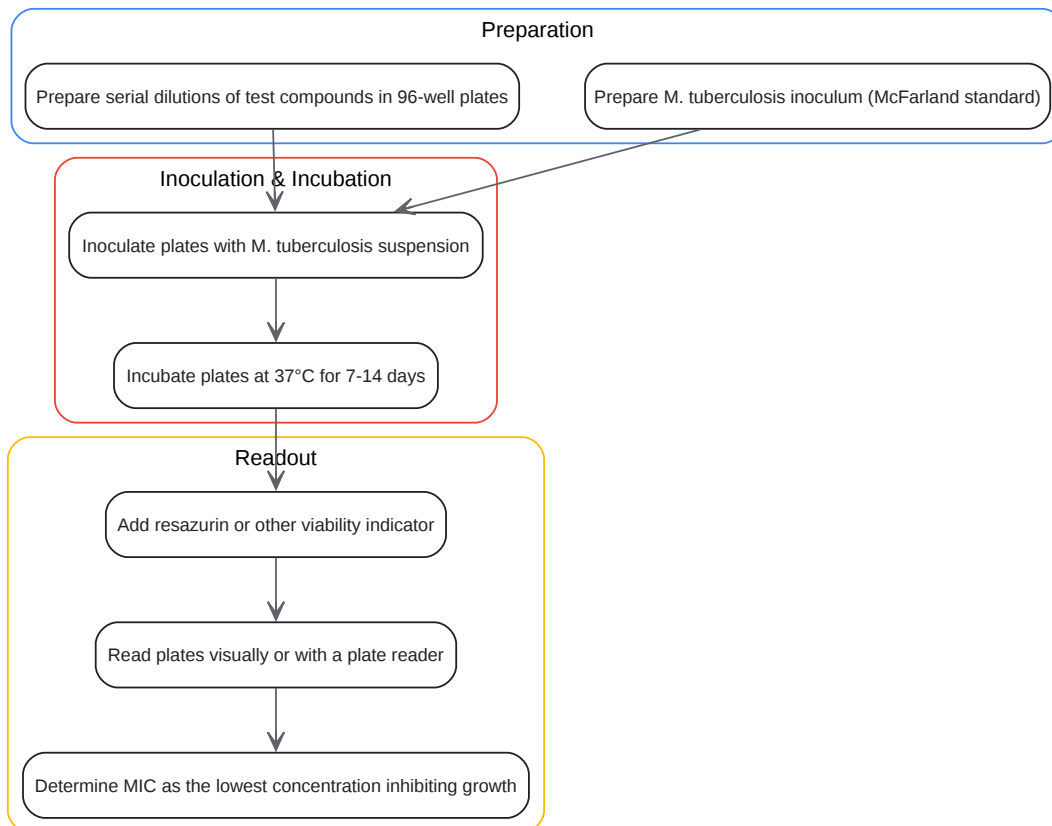 Preparation
Prepare serial dilutions of test compounds in 96-well plates
Prepare M. tuberculosis inoculum (McFarland standard)
Inoculation & Incubation
Inoculate plates with M. tuberculosis suspension
Incubate plates at 37°C for 7-14 days
Readout
Add resazurin or other viability indicator
Read plates visually or with a plate reader
Determine MIC as the lowest concentration inhibiting growth